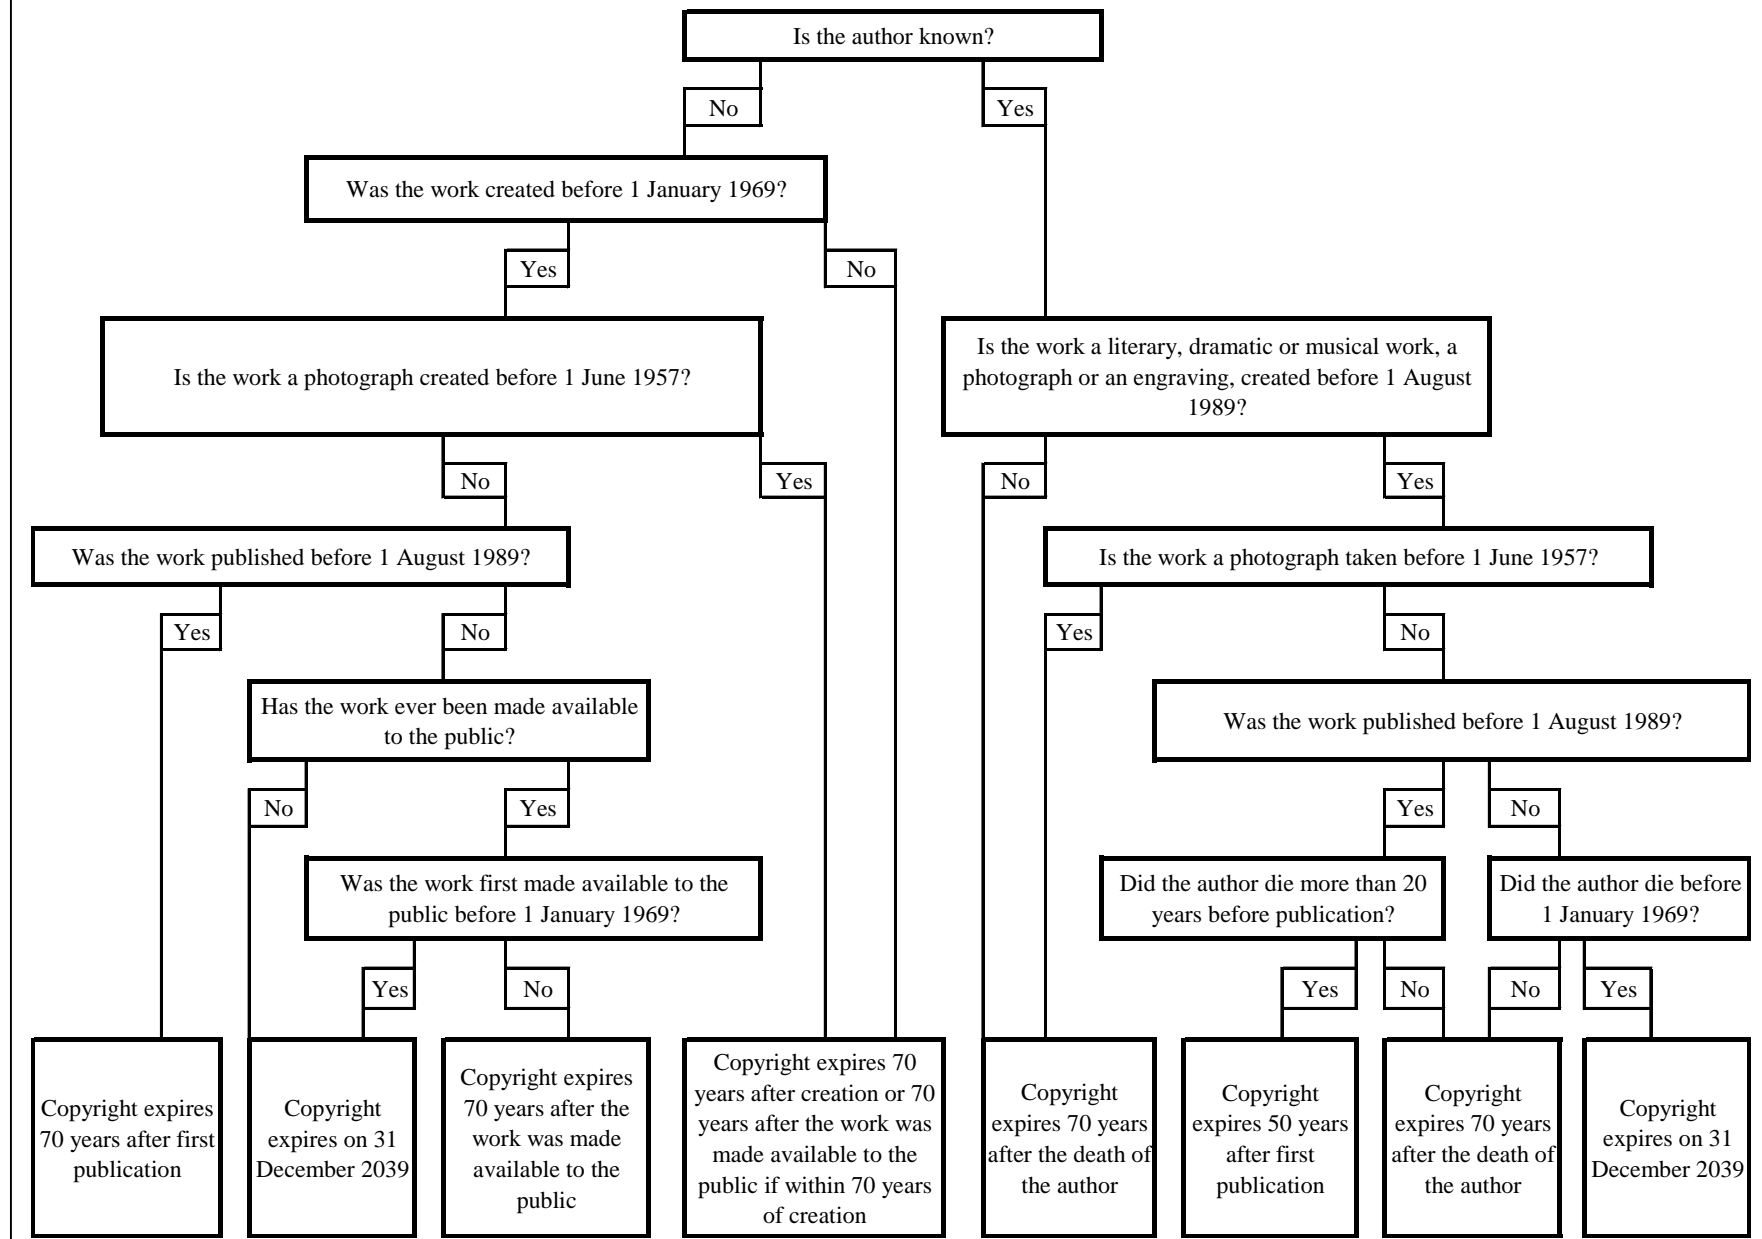 Is the author known?
No
Yes
Was the work created before 1 January 1969?
Yes
No
Is the work a photograph created before 1 June 1957?
Is the work a literary, dramatic or musical work, a
photograph or an engraving, created before 1 August
1989?
No
Yes
No
Yes
Was the work published before 1 August 1989?
Is the work a photograph taken before 1 June 1957?
Yes
No
Yes
No
Has the work ever been made available
to the public?
Was the work published before 1 August 1989?
No
Yes
Yes
No
Was the work first made available to the
public before 1 January 1969?
Did the author die more than 20
years before publication?
Did the author die before
1 January 1969?
Yes
No
Yes
No
No
Yes
Copyright expires
70 years after first
publication
Copyright
expires on 31
December 2039
Copyright expires
70 years after the
work was made
available to the
public
Copyright expires 70
years after creation or 70
years after the work was
made available to the
public if within 70 years
of creation
Copyright
expires 70 years
after the death of
the author
Copyright
expires 50 years
after first
publication
Copyright
expires 70 years
after the death of
the author
Copyright
expires on 31
December 2039